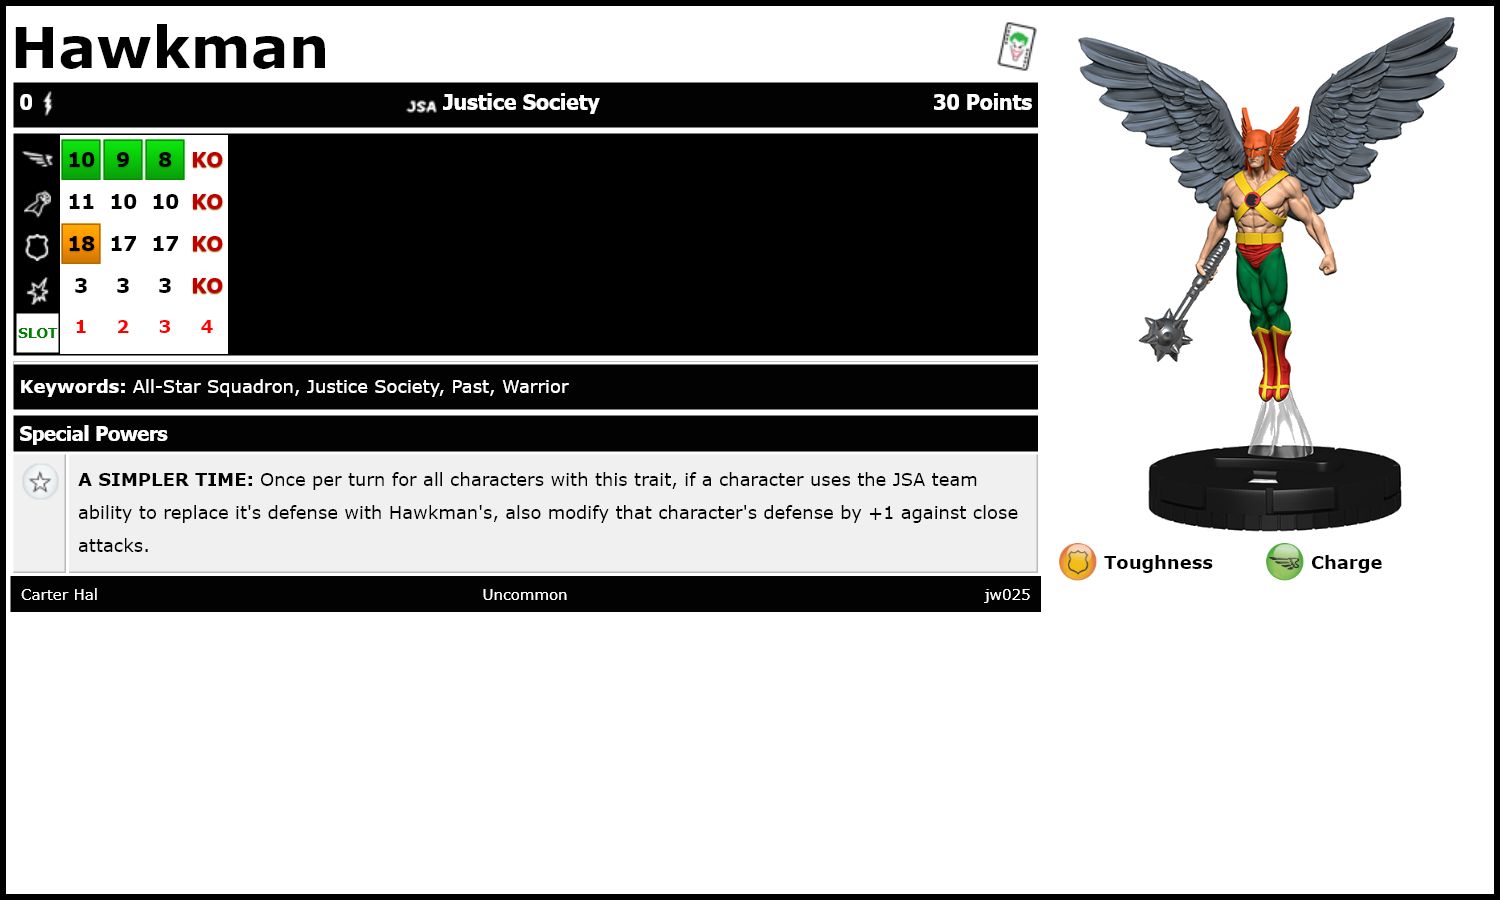 Hawkman
0 JSA Justice Society 30 Points
10 9 8 KO
11 10 10 KO
18 17 17 KO
3 3 3 KO
SLOT 1 2 3 4
Keywords: All-Star Squadron, Justice Society, Past, Warrior
Special Powers
A SIMPLER TIME: Once per turn for all characters with this trait, if a character uses the JSA team
ability to replace it's defense with Hawkman's, also modify that character's defense by +1 against close
attacks.
Toughness Charge
Carter Hal Uncommon jw025